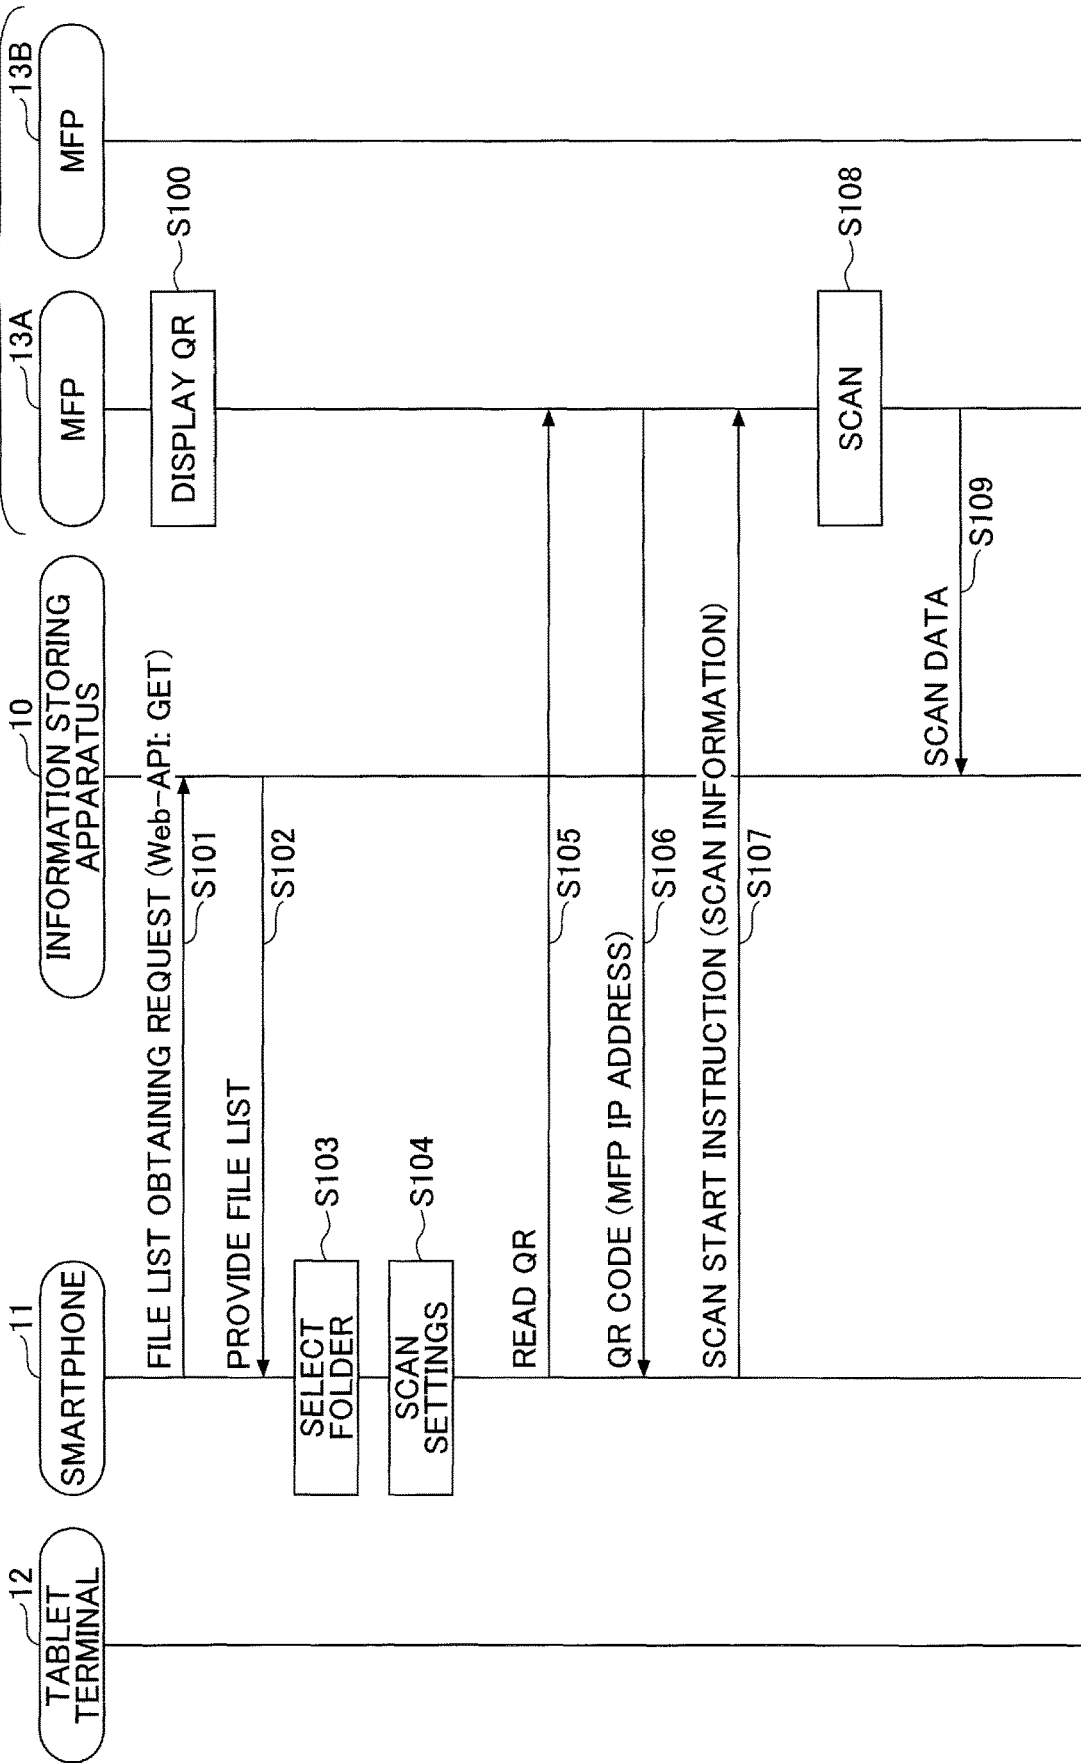 12
TABLET
TERMINAL
11
SMARTPHONE
10
INFORMATION STORING
APPARATUS
13A
MFP
13B
MFP
DISPLAY QR
S100
FILE LIST OBTAINING REQUEST (Web-API: GET)
S101
PROVIDE FILE LIST
S102
SELECT
FOLDER
S103
SCAN
SETTINGS
S104
READ QR
S105
QR CODE (MFP IP ADDRESS)
S106
SCAN START INSTRUCTION (SCAN INFORMATION)
S107
SCAN
S108
SCAN DATA
S109